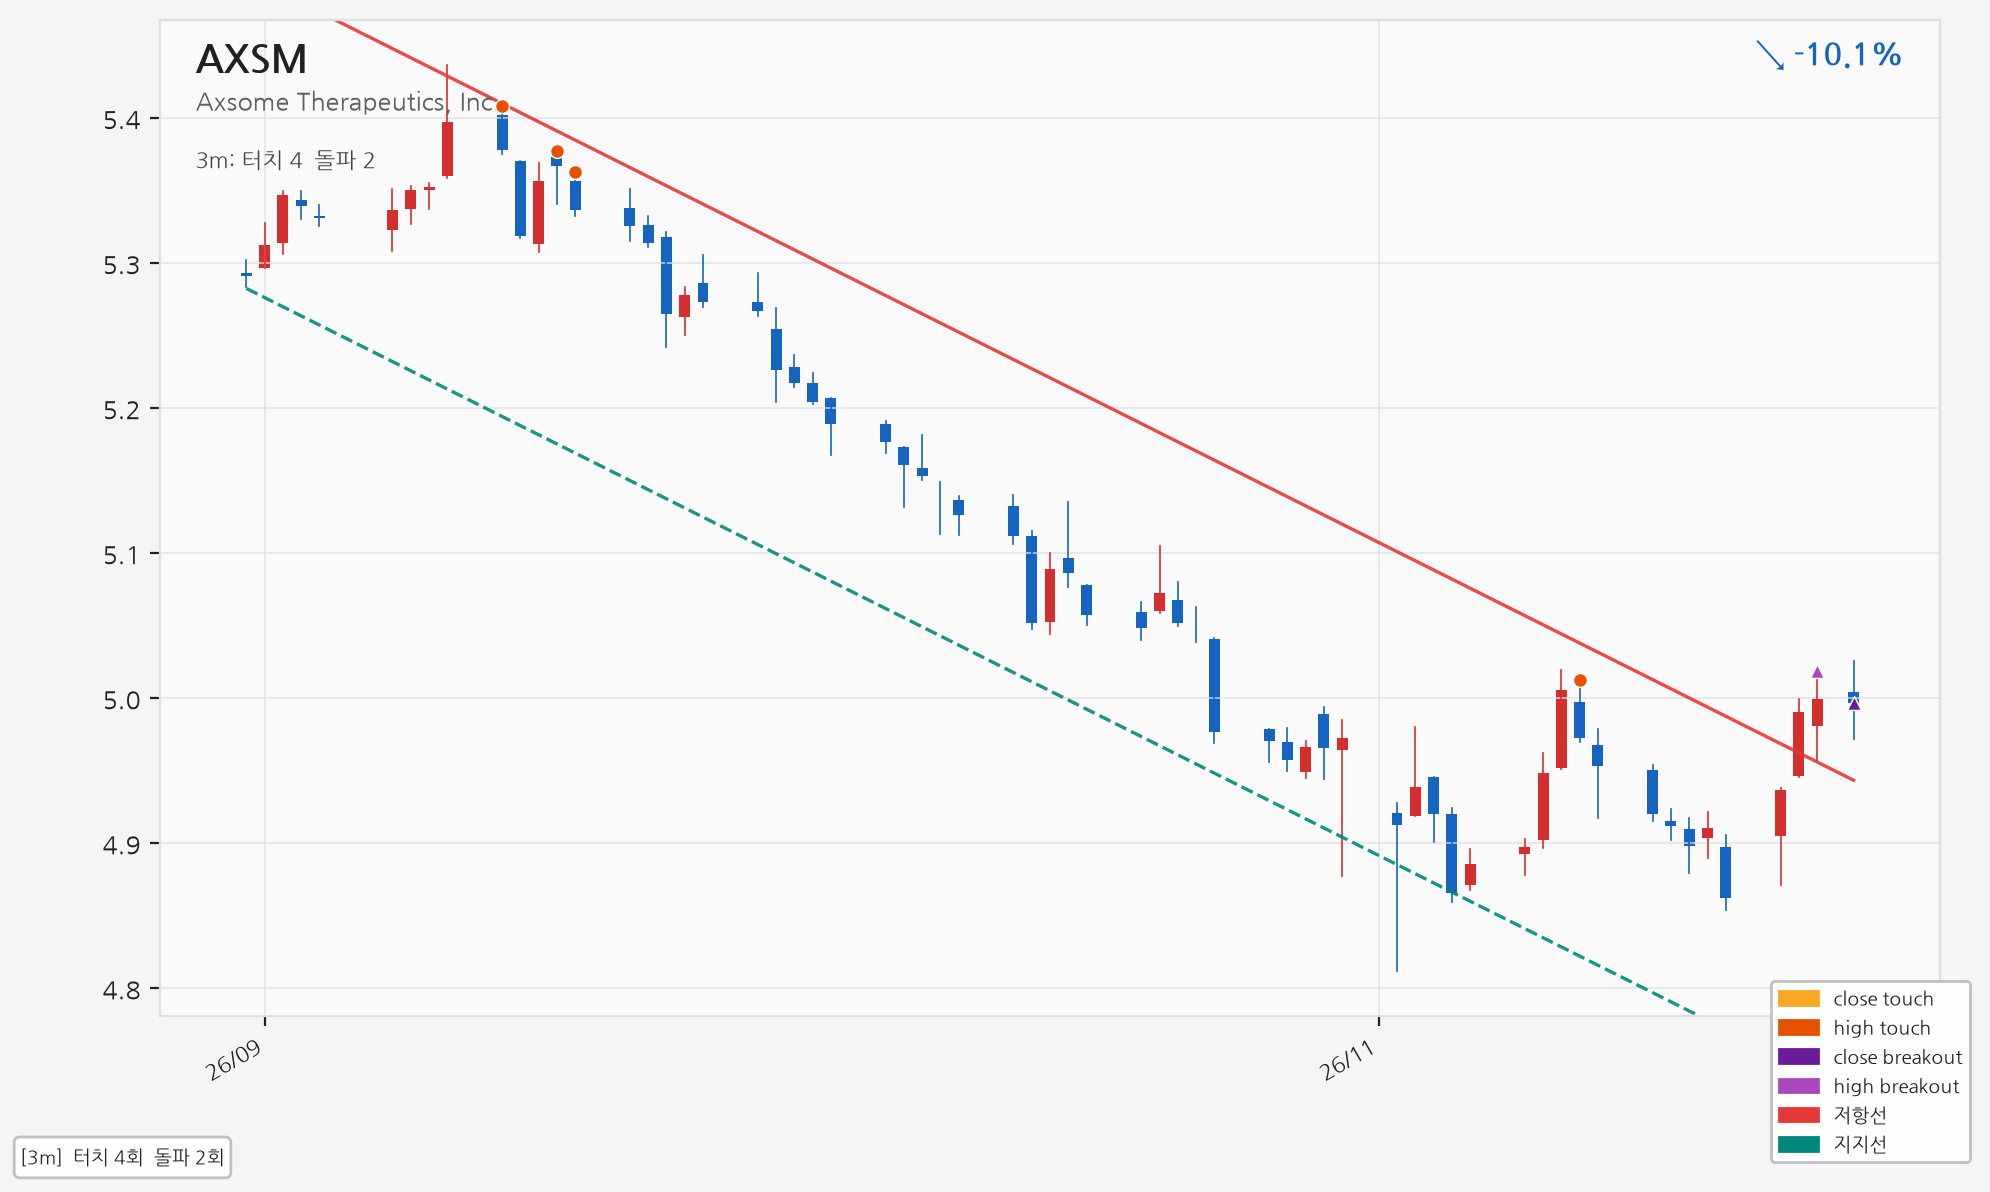 AXSM
Axsome Therapeutics, Inc.
3m: 터치 4 돌파 2
-10.1%
5.4
5.3
5.2
5.1
5.0
4.9
4.8
26/09
26/11
close touch
high touch
close breakout
high breakout
저항선
지지선
[3m] 터치 4회 돌파 2회